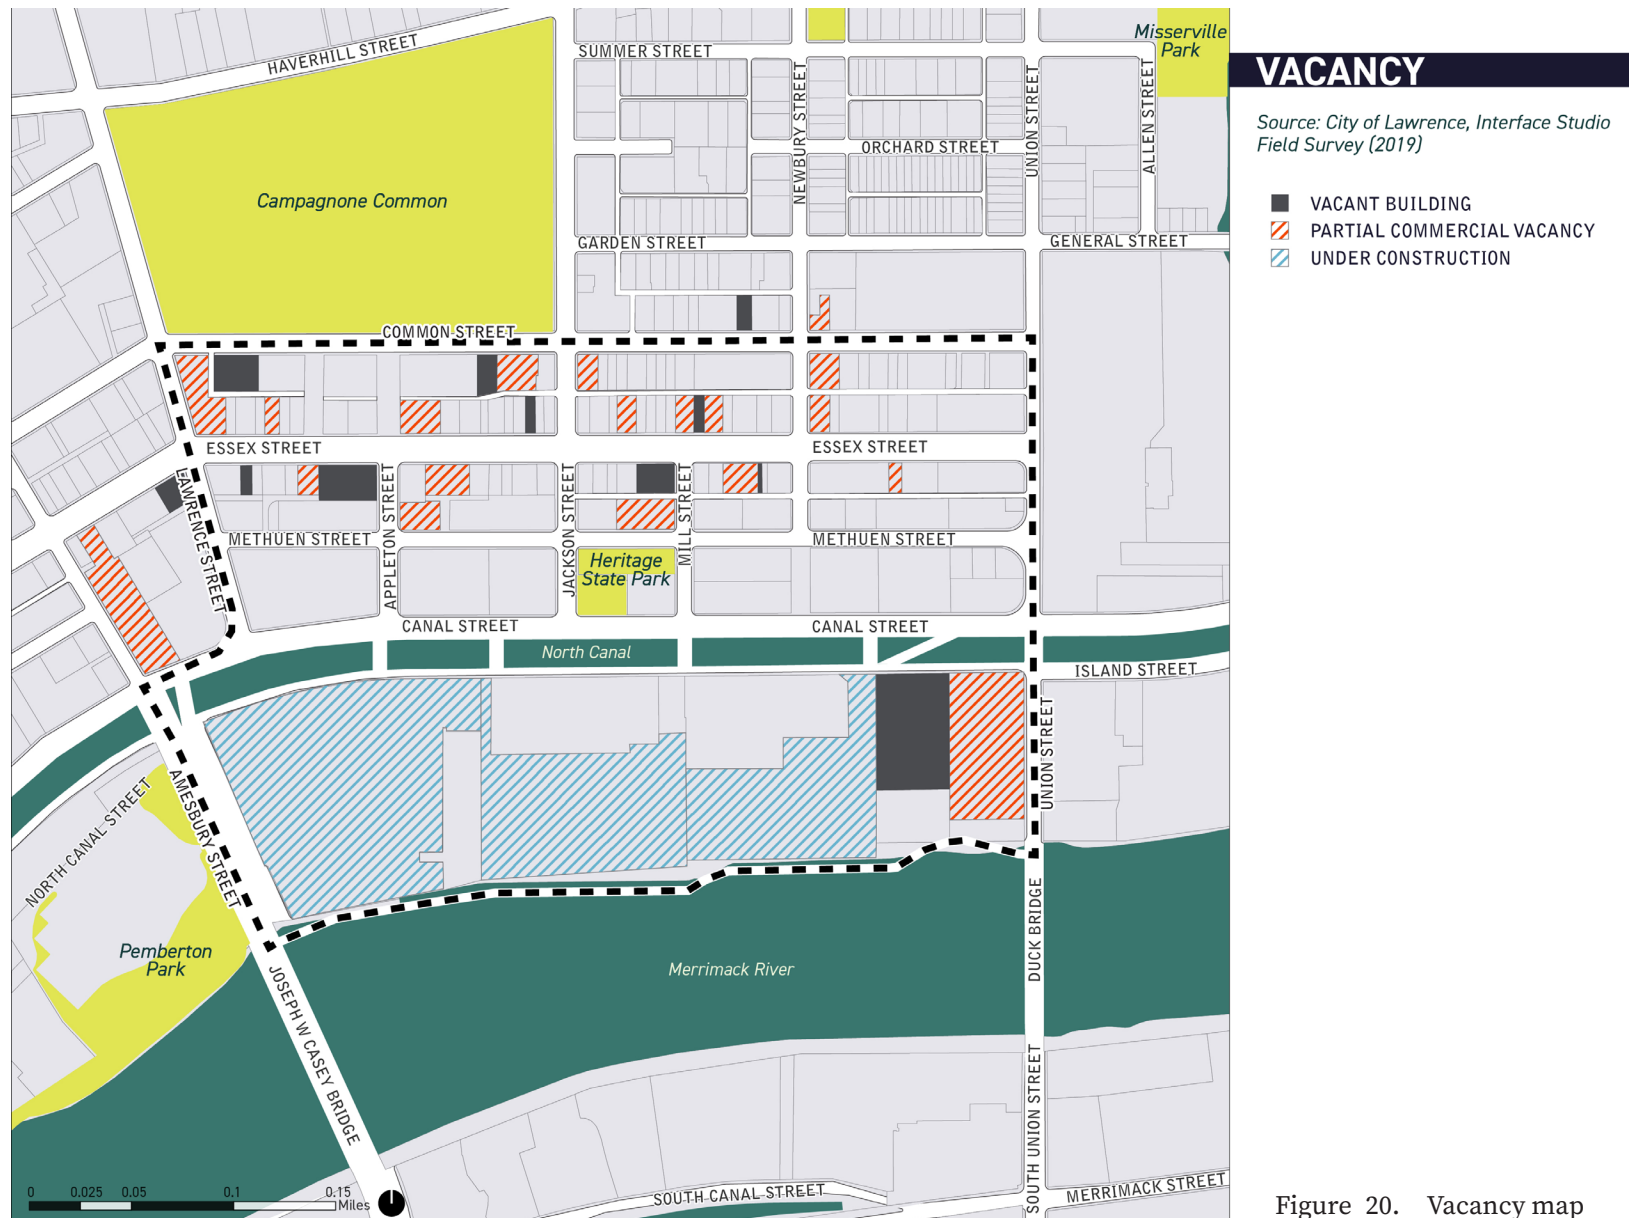 HAVERHILL STREET
SUMMER STREET
NEWBURY STREET
UNION STREET
ALLEN STREET
Misserville
Park
VACANCY
Source: City of Lawrence, Interface Studio
Field Survey (2019)
VACANT BUILDING
PARTIAL COMMERCIAL VACANCY
UNDER CONSTRUCTION
ORCHARD STREET
Campagnone Common
GARDEN STREET
GENERAL STREET
COMMON STREET
ESSEX STREET
ESSEX STREET
LAWRENCE STREET
APPLETON STREET
JACKSON STREET
MILL STREET
METHUEN STREET
METHUEN STREET
Heritage
State Park
CANAL STREET
CANAL STREET
North Canal
ISLAND STREET
UNION STREET
NORTH CANAL STREET
AMESBURY STREET
Pemberton
Park
Merrimack River
DUCK BRIDGE
JOSEPH W CASEY BRIDGE
SOUTH UNION STREET
SOUTH CANAL STREET
MERRIMACK STREET
0 0.025 0.05 0.1 0.15
Miles
Figure 20. Vacancy map